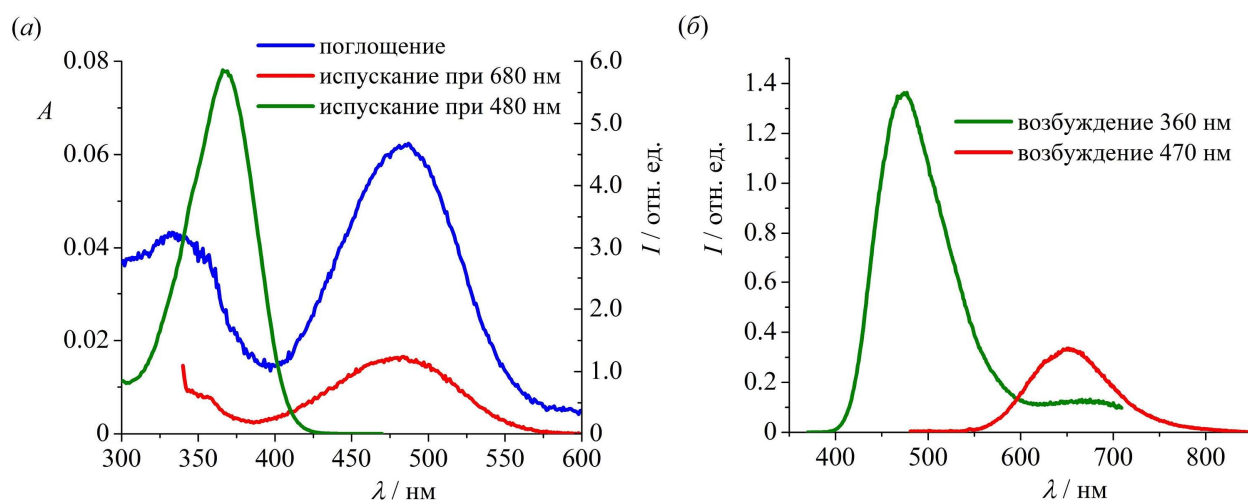 (а)
поглощение
испускание при 680 нм
испускание при 480 нм
A
0.08
0.06
0.04
0.02
0
6.0
5.0
4.0
3.0
2.0
1.0
0
I / отн. ед.
300 350 400 450 500 550 600
λ / нм
(б)
возбуждение 360 нм
возбуждение 470 нм
I / отн. ед.
1.4
1.2
1.0
0.8
0.6
0.4
0.2
0
400 500 600 700 800
λ / нм